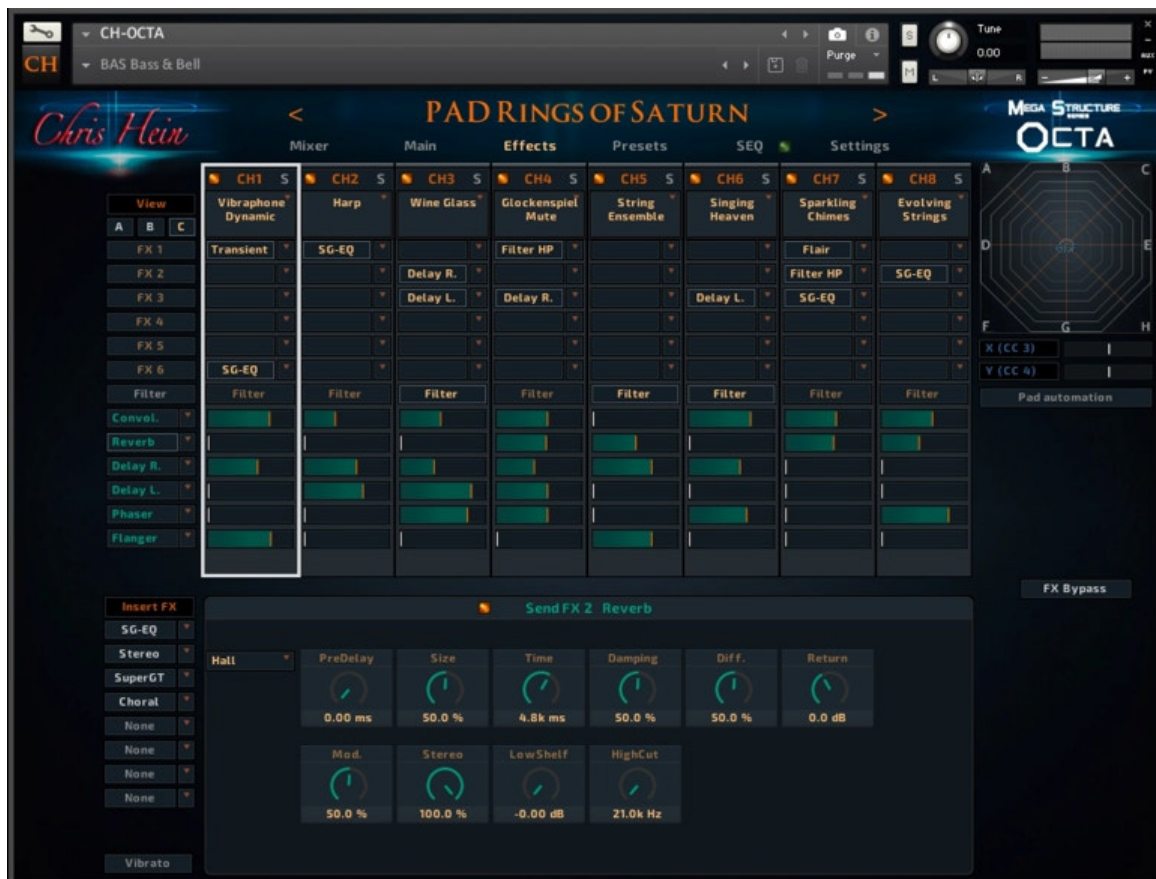 CH-OCTA
CH
BAS Bass & Bell
Purge
S
M
Tune
0.00
L R
- +
×
-
AUX
PV
Chris Hein
< PAD RINGS OF SATURN >
Mixer Main Effects Presets SEQ Settings
MEGA STRUCTURE
SERIES
OCTA
CH1 S CH2 S CH3 S CH4 S CH5 S CH6 S CH7 S CH8 S
View Vibraphone Dynamic Harp Wine Glass Glockenspiel Mute String Ensemble Singing Heaven Sparkling Chimes Evolving Strings
A B C
FX 1 Transient SG-EQ Filter HP Flair
FX 2 Delay R. Filter HP SG-EQ
FX 3 Delay L. Delay R. Delay L. SG-EQ
FX 4
FX 5
FX 6 SG-EQ
Filter Filter Filter Filter Filter Filter Filter Filter Filter
Convol.
Reverb
Delay R.
Delay L.
Phaser
Flanger
A B C
D E
F G H
X (CC 3)
Y (CC 4)
Pad automation
FX Bypass
Insert FX
SG-EQ
Stereo
SuperGT
Choral
None
None
None
None
Vibrato
Send FX 2 Reverb
Hall
PreDelay Size Time Damping Diff. Return
0.00 ms 50.0 % 4.8k ms 50.0 % 50.0 % 0.0 dB
Mod. Stereo LowShelf HighCut
50.0 % 100.0 % -0.00 dB 21.0k Hz